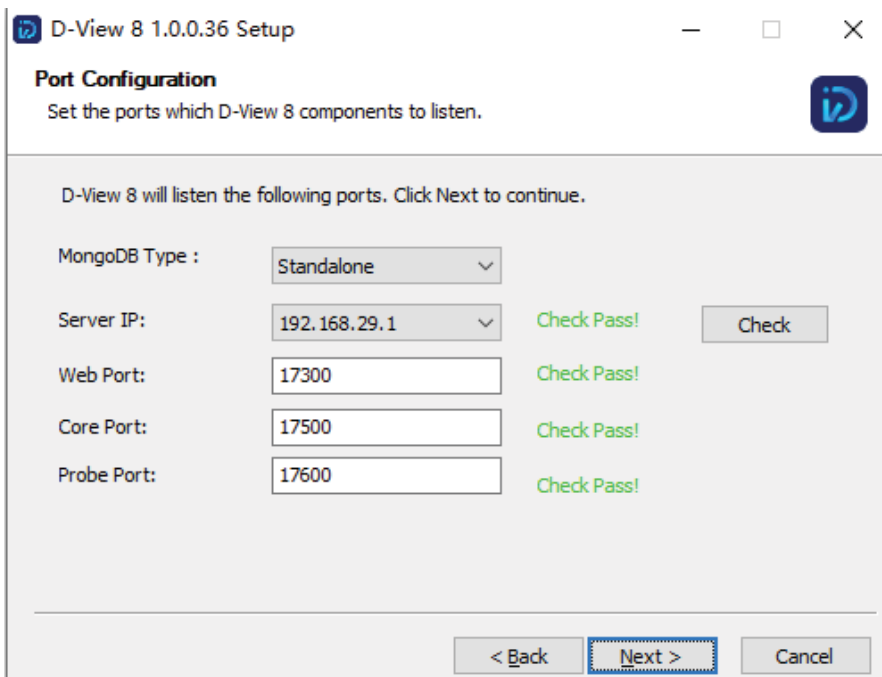 D-View 8 1.0.0.36 Setup
Port Configuration
Set the ports which D-View 8 components to listen.
D-View 8 will listen the following ports. Click Next to continue.
MongoDB Type : Standalone
Server IP: 192.168.29.1 Check Pass! Check
Web Port: 17300 Check Pass!
Core Port: 17500 Check Pass!
Probe Port: 17600 Check Pass!
< Back Next > Cancel